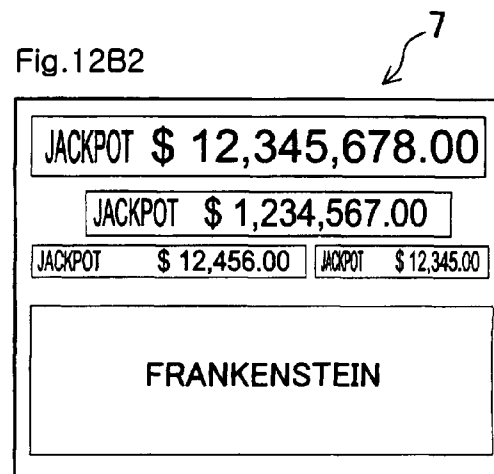 7
Fig.12B2
JACKPOT $ 12,345,678.00
JACKPOT $ 1,234,567.00
JACKPOT $ 12,456.00 JACKPOT $ 12,345.00
FRANKENSTEIN